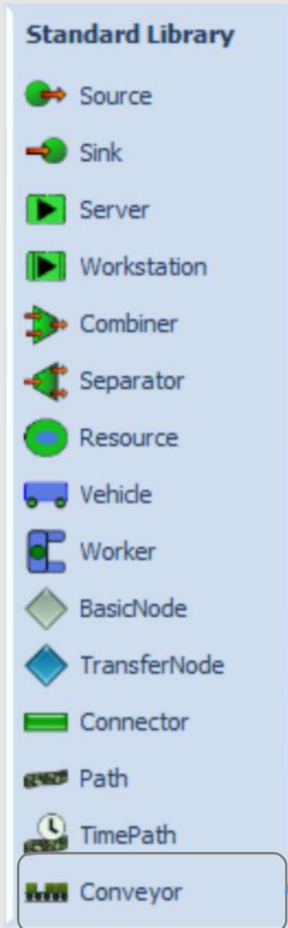 Standard Library
Source
Sink
Server
Workstation
Combiner
Separator
Resource
Vehicle
Worker
BasicNode
TransferNode
Connector
Path
TimePath
Conveyor